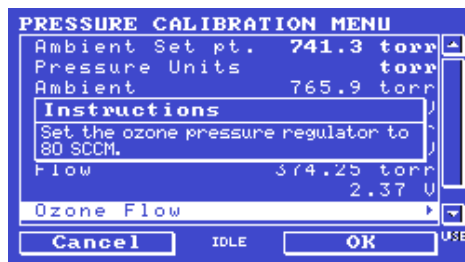 PRESSURE CALIBRATION MENU
Ambient Set pt. 741.3 torr
Pressure Units torr
Ambient 765.9 torr
Instructions
Set the ozone pressure regulator to
80 SCCM.
Flow 374.25 torr
2.37 V
Ozone Flow
Cancel IDLE OK USB